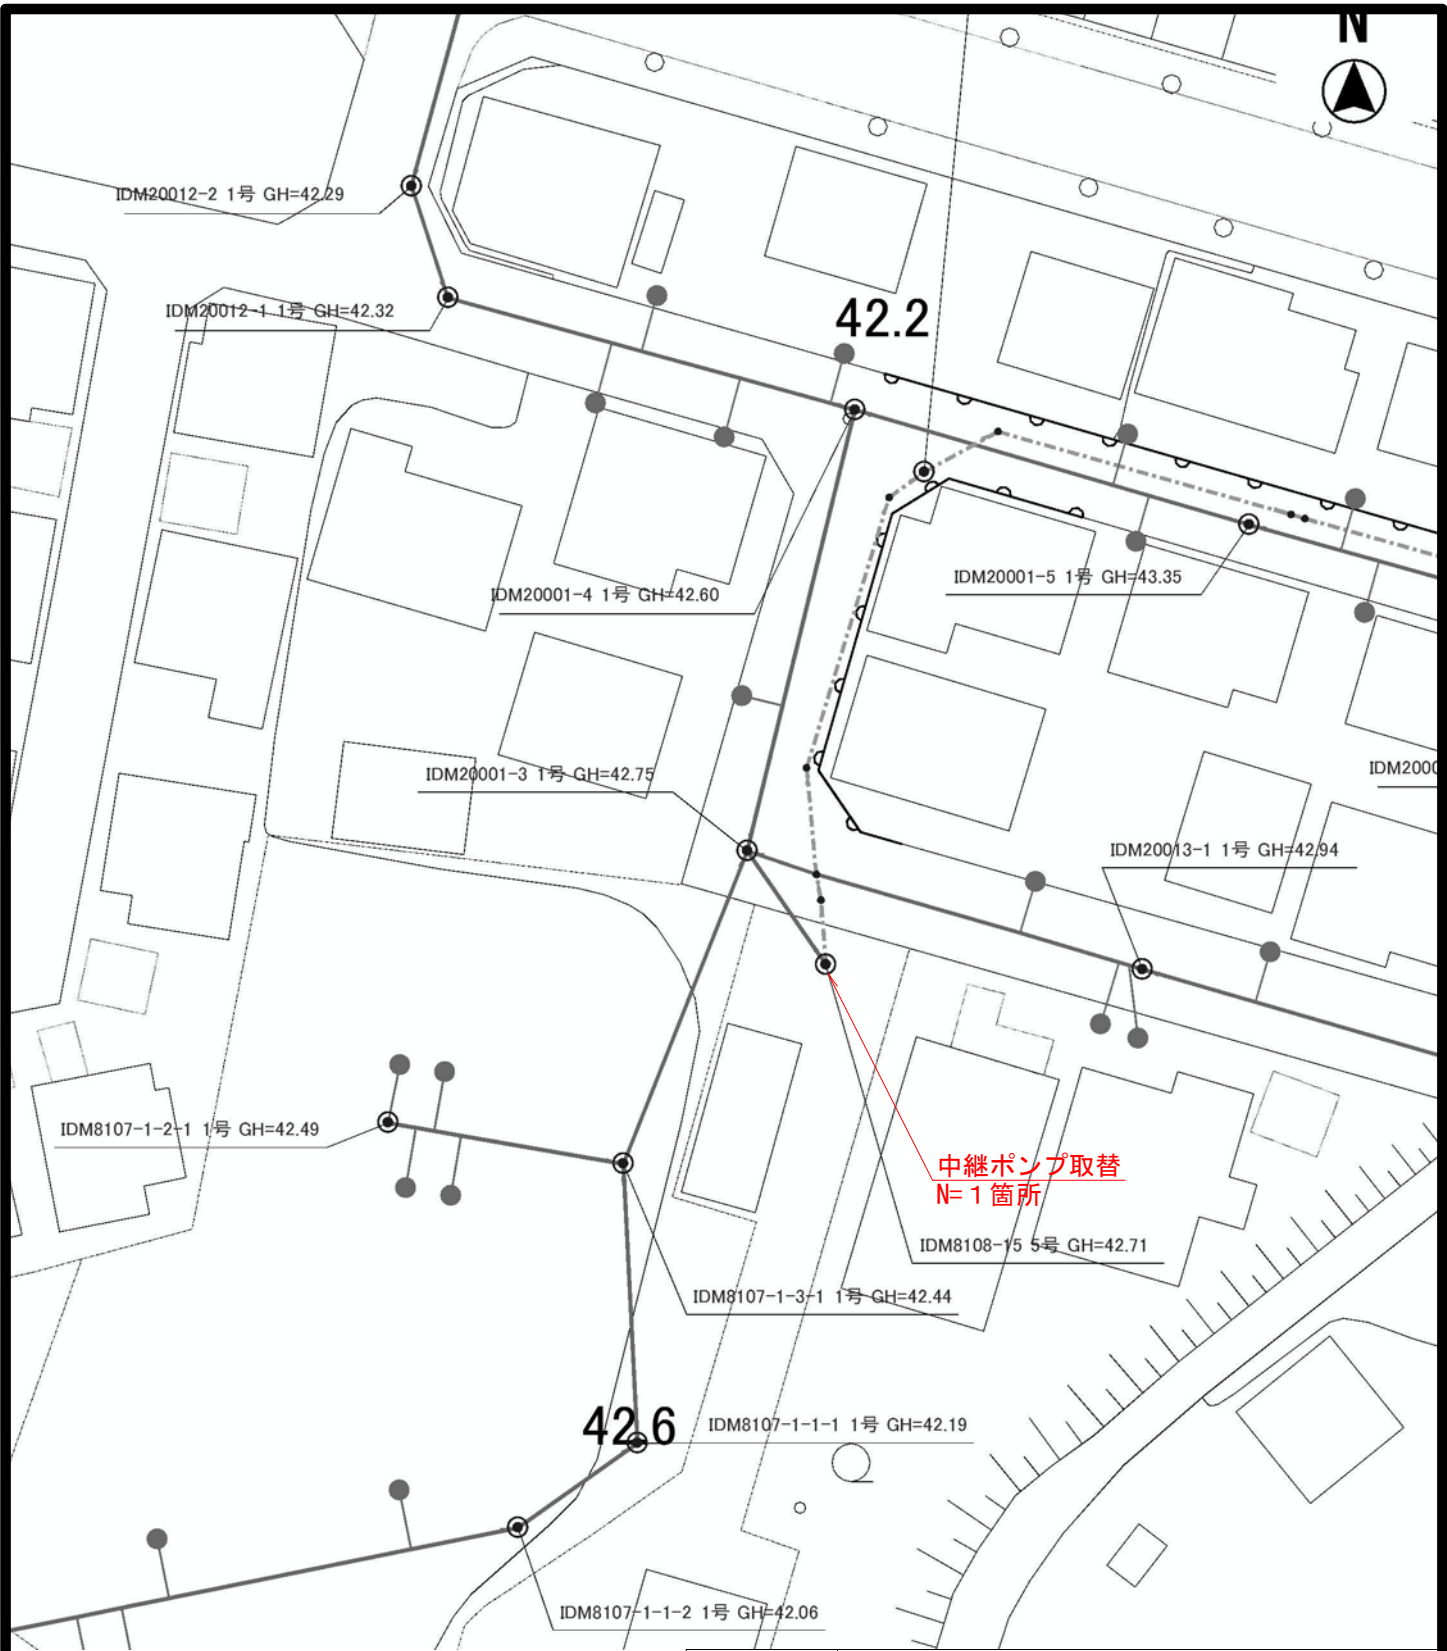 N
IDM20012-2 1号 GH=42.29
IDM20012-1 1号 GH=42.32
42.2
IDM20001-5 1号 GH=43.35
IDM20001-4 1号 GH=42.60
IDM20001-3 1号 GH=42.75
IDM2000
IDM20013-1 1号 GH=42.94
IDM8107-1-2-1 1号 GH=42.49
中継ポンプ取替
N=１箇所
IDM8108-15 5号 GH=42.71
IDM8107-1-3-1 1号 GH=42.44
42.6
IDM8107-1-1-1 1号 GH=42.19
IDM8107-1-1-2 1号 GH=42.06